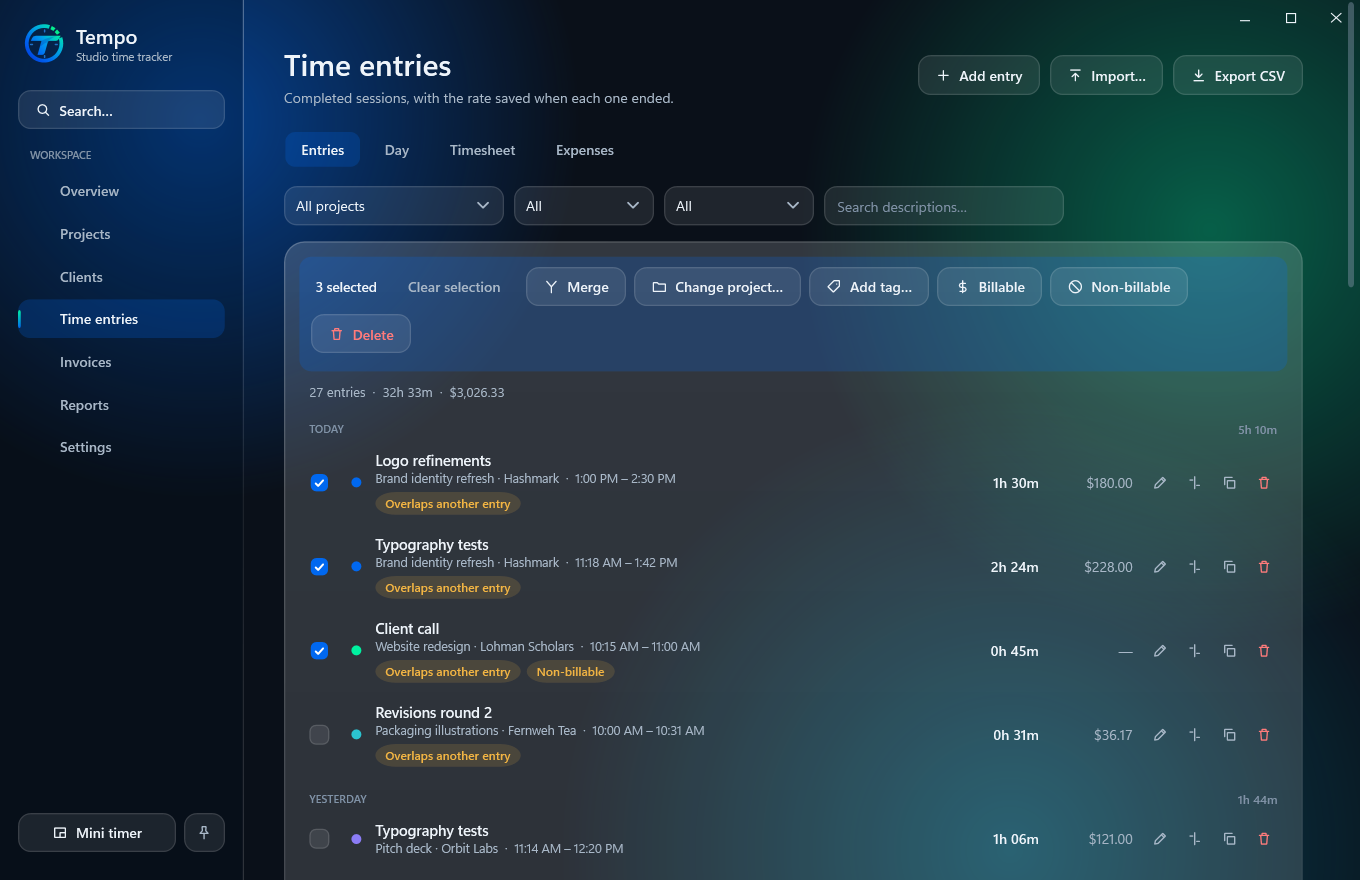 Tempo
Studio time tracker
Search...
WORKSPACE
Overview
Projects
Clients
Time entries
Invoices
Reports
Settings
Mini timer
Time entries
Completed sessions, with the rate saved when each one ended.
Add entry
Import...
Export CSV
Entries Day Timesheet Expenses
All projects All All Search descriptions...
3 selected Clear selection Merge Change project... Add tag... Billable Non-billable
Delete
27 entries · 32h 33m · $3,026.33
TODAY 5h 10m
Logo refinements
Brand identity refresh · Hashmark · 1:00 PM – 2:30 PM
Overlaps another entry
1h 30m $180.00
Typography tests
Brand identity refresh · Hashmark · 11:18 AM – 1:42 PM
Overlaps another entry
2h 24m $228.00
Client call
Website redesign · Lohman Scholars · 10:15 AM – 11:00 AM
Overlaps another entry Non-billable
0h 45m —
Revisions round 2
Packaging illustrations · Fernweh Tea · 10:00 AM – 10:31 AM
Overlaps another entry
0h 31m $36.17
YESTERDAY 1h 44m
Typography tests
Pitch deck · Orbit Labs · 11:14 AM – 12:20 PM
1h 06m $121.00